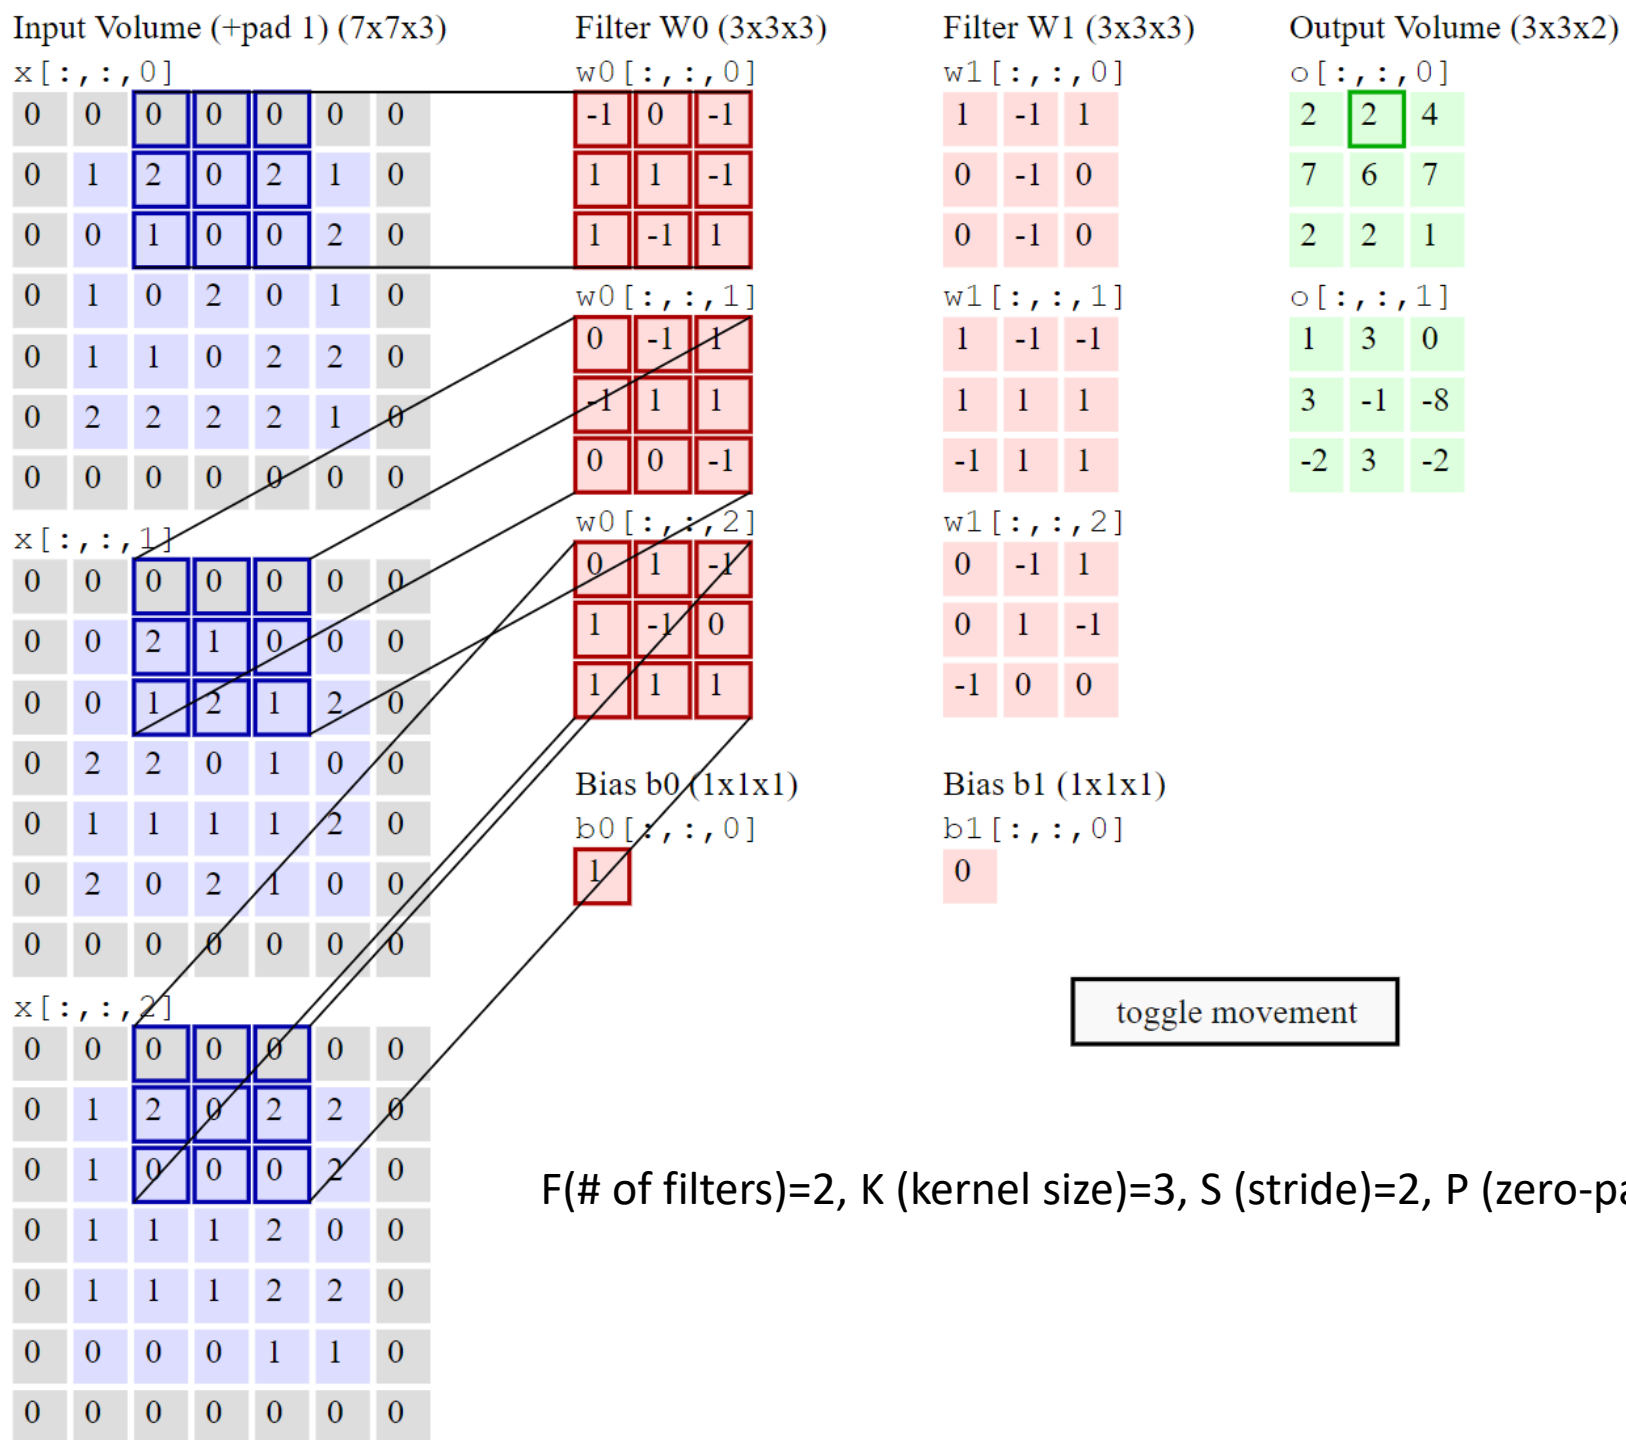 Input Volume (+pad 1) (7x7x3)
x[:,:,0]
0 0 0 0 0 0 0
0 1 2 0 2 1 0
0 0 1 0 0 2 0
0 1 0 2 0 1 0
0 1 1 0 2 2 0
0 2 2 2 2 1 0
0 0 0 0 0 0 0
x[:,:,1]
0 0 0 0 0 0 0
0 0 2 1 0 0 0
0 0 1 2 1 2 0
0 2 2 0 1 0 0
0 1 1 1 1 2 0
0 2 0 2 1 0 0
0 0 0 0 0 0 0
x[:,:,2]
0 0 0 0 0 0 0
0 1 2 0 2 2 0
0 1 0 0 0 2 0
0 1 1 1 2 0 0
0 1 1 1 2 2 0
0 0 0 0 1 1 0
0 0 0 0 0 0 0
Filter W0 (3x3x3)
w0[:,:,0]
-1 0 -1
1 1 -1
1 -1 1
w0[:,:,1]
0 -1 1
-1 1 1
0 0 -1
w0[:,:,2]
0 1 -1
1 -1 0
1 1 1
Bias b0 (1x1x1)
b0[:,:,0]
1
Filter W1 (3x3x3)
w1[:,:,0]
1 -1 1
0 -1 0
0 -1 0
w1[:,:,1]
1 -1 -1
1 1 1
-1 1 1
w1[:,:,2]
0 -1 1
0 1 -1
-1 0 0
Bias b1 (1x1x1)
b1[:,:,0]
0
Output Volume (3x3x2)
o[:,:,0]
2 2 4
7 6 7
2 2 1
o[:,:,1]
1 3 0
3 -1 -8
-2 3 -2
toggle movement
F(# of filters)=2, K (kernel size)=3, S (stride)=2, P (zero-pa